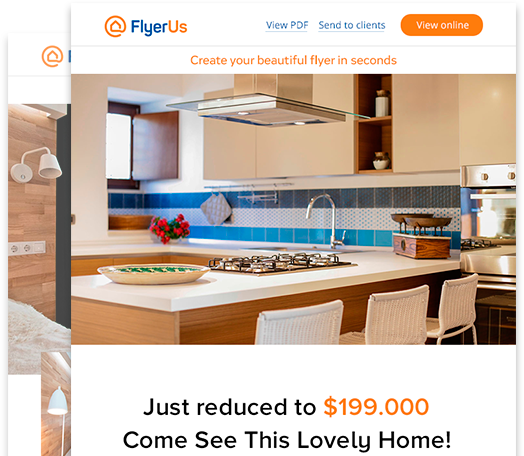 FlyerUs
View PDF
Send to clients
View online
Create your beautiful flyer in seconds
Just reduced to $199.000
Come See This Lovely Home!